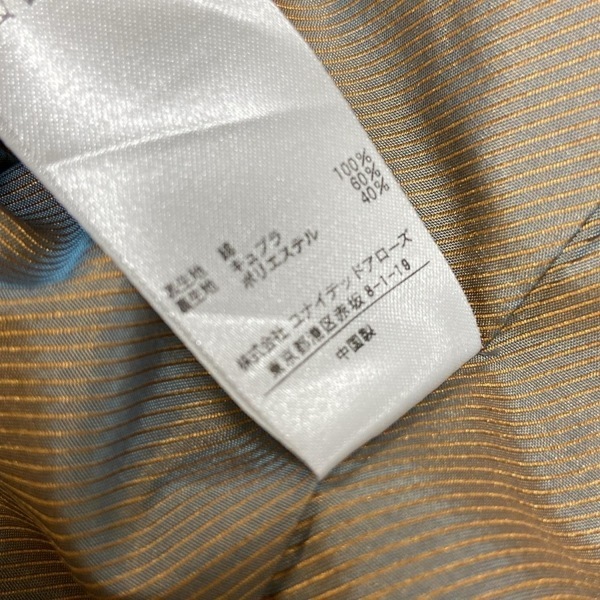 表生地 綿 100%
裏生地 キュプラ 60%
ポリエステル 40%
株式会社 ユナイテッドアローズ
東京都港区赤坂8-1-19
中国製